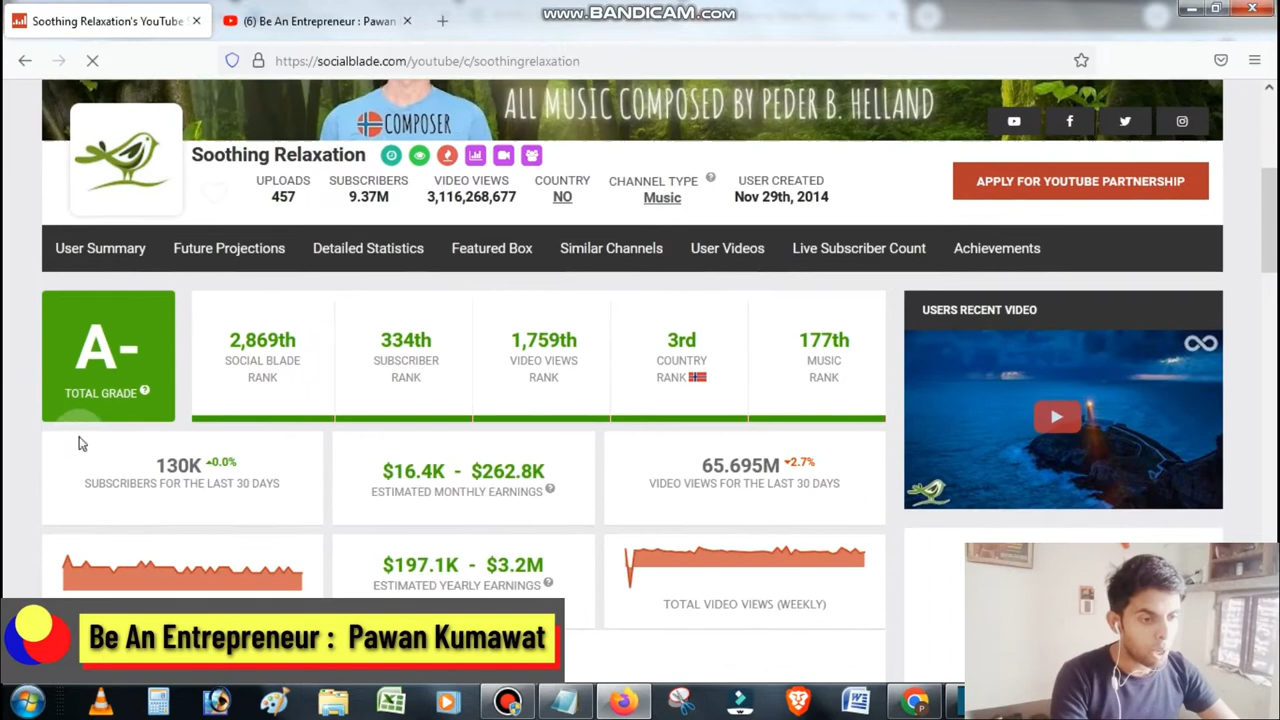 www.BANDICAM.com
Soothing Relaxation's YouTube
(6) Be An Entrepreneur : Pawan
https://socialblade.com/youtube/c/soothingrelaxation
COMPOSER
ALL MUSIC COMPOSED BY PEDER B. HELLAND
Soothing Relaxation
UPLOADS
457
SUBSCRIBERS
9.37M
VIDEO VIEWS
3,116,268,677
COUNTRY
NO
CHANNEL TYPE
Music
USER CREATED
Nov 29th, 2014
APPLY FOR YOUTUBE PARTNERSHIP
User Summary Future Projections Detailed Statistics Featured Box Similar Channels User Videos Live Subscriber Count Achievements
A-
TOTAL GRADE
2,869th
SOCIAL BLADE
RANK
334th
SUBSCRIBER
RANK
1,759th
VIDEO VIEWS
RANK
3rd
COUNTRY
RANK
177th
MUSIC
RANK
USERS RECENT VIDEO
130K 0.0%
SUBSCRIBERS FOR THE LAST 30 DAYS
$16.4K - $262.8K
ESTIMATED MONTHLY EARNINGS
65.695M 2.7%
VIDEO VIEWS FOR THE LAST 30 DAYS
$197.1K - $3.2M
ESTIMATED YEARLY EARNINGS
TOTAL VIDEO VIEWS (WEEKLY)
Be An Entrepreneur : Pawan Kumawat